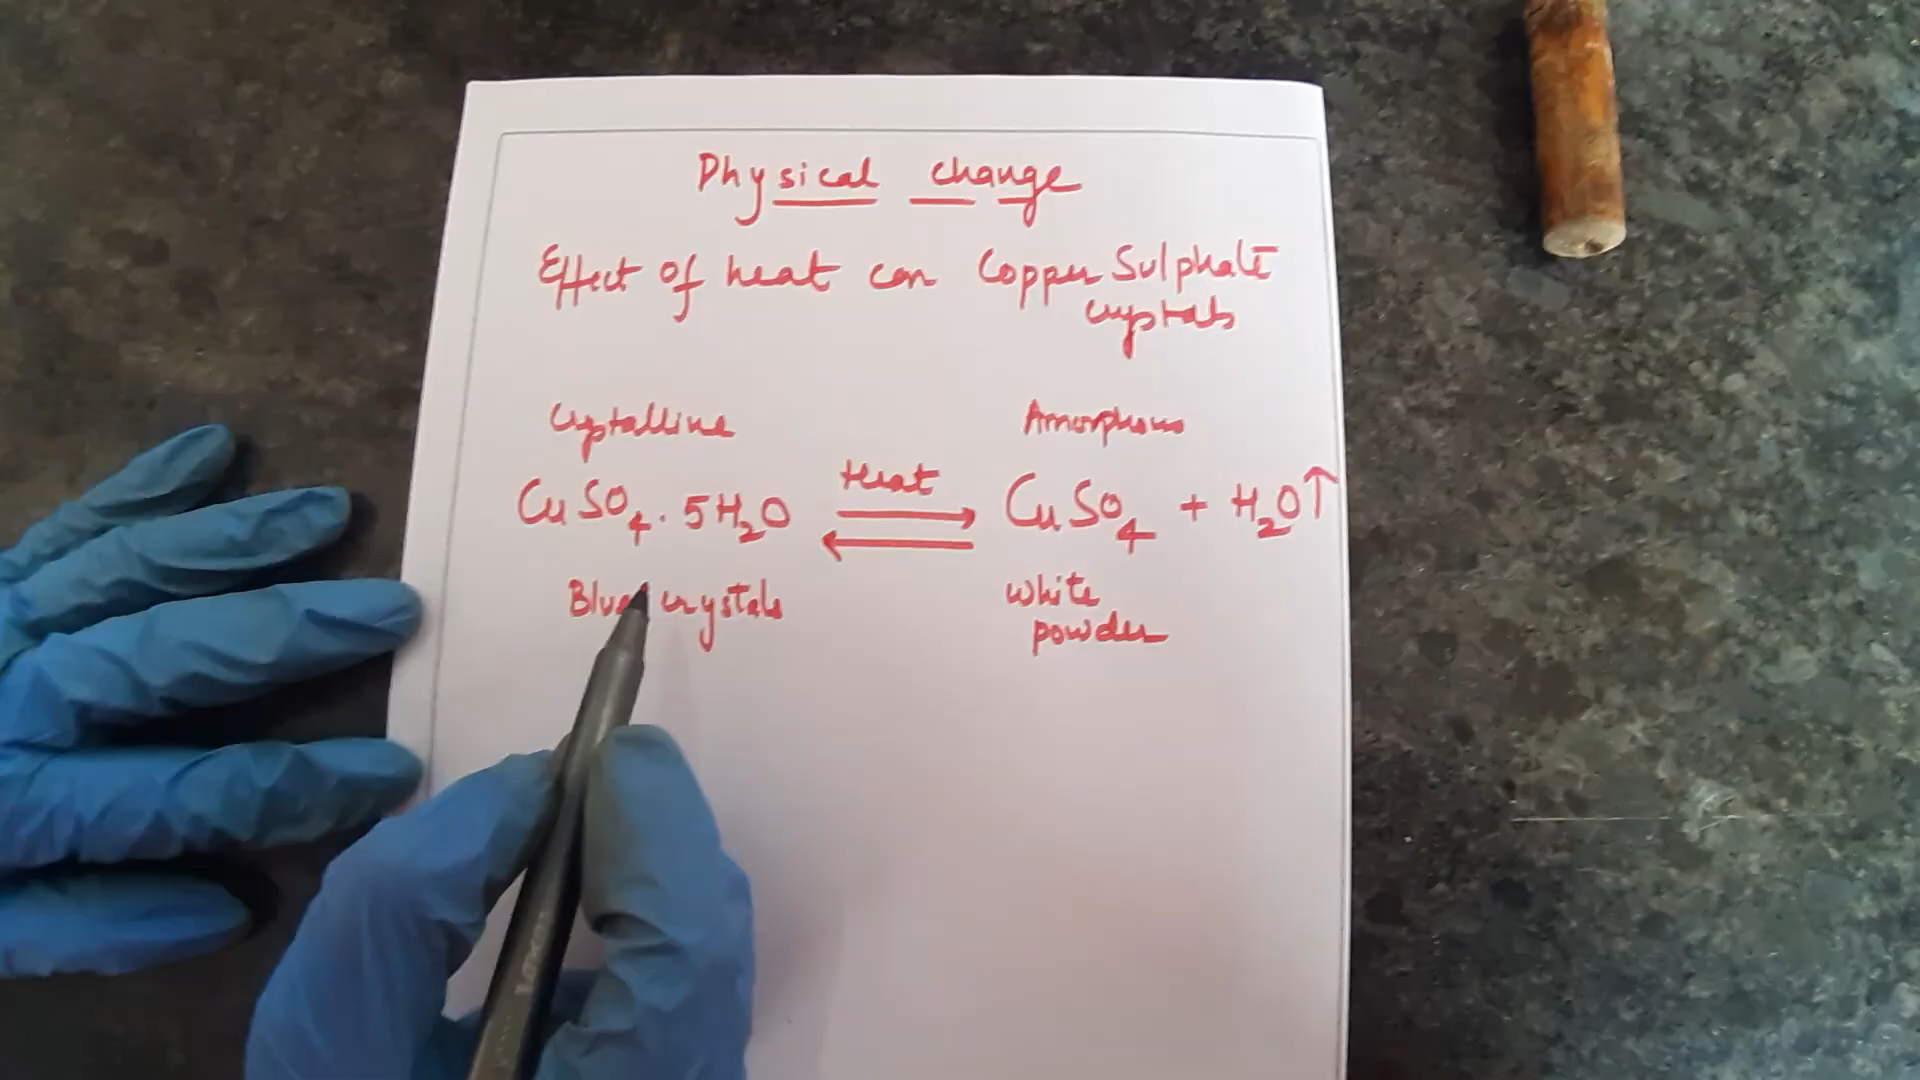 Physical change
Effect of heat on Copper Sulphate
crystals
Crystalline
Amorphous
Heat
CuSO4 . 5H2O ⇌ CuSO4 + H2O↑
Blue crystals
White
powder